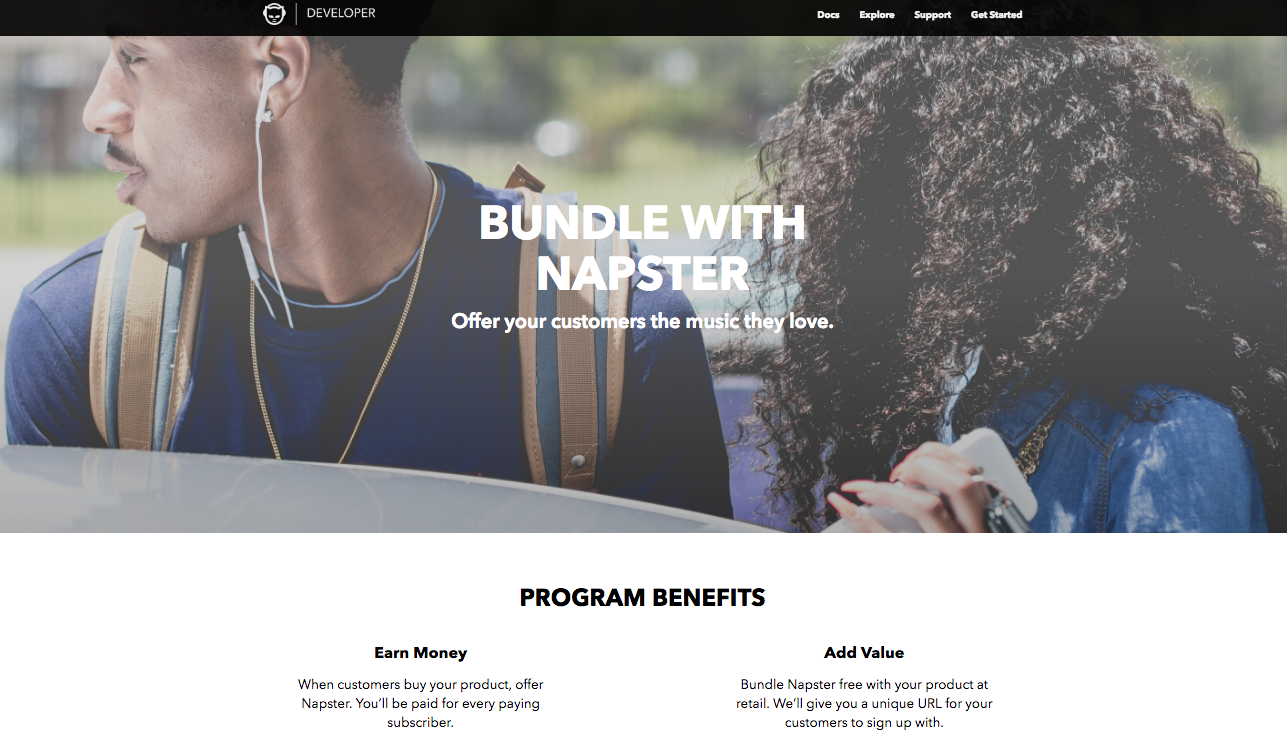 DEVELOPER
Docs Explore Support Get Started
BUNDLE WITH
NAPSTER
Offer your customers the music they love.
PROGRAM BENEFITS
Earn Money
When customers buy your product, offer
Napster. You'll be paid for every paying
subscriber.
Add Value
Bundle Napster free with your product at
retail. We'll give you a unique URL for your
customers to sign up with.